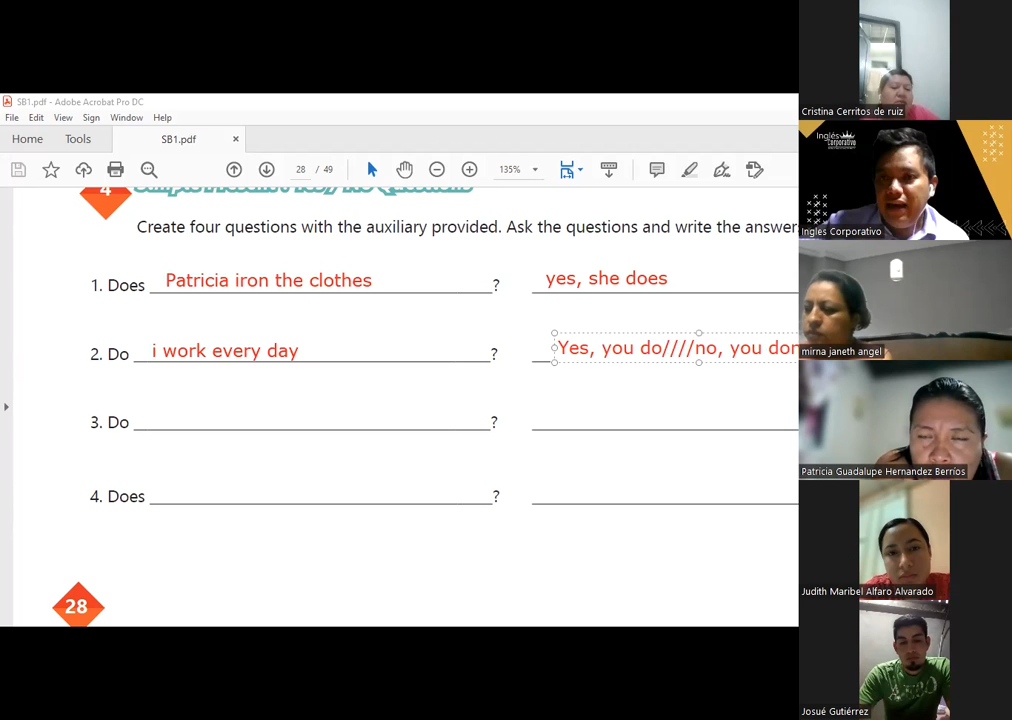 SB1.pdf - Adobe Acrobat Pro DC
File Edit View Sign Window Help
Home Tools SB1.pdf ×
28 / 49 135%
4
Create four questions with the auxiliary provided. Ask the questions and write the answer
1. Does Patricia iron the clothes ? yes, she does
2. Do i work every day ? Yes, you do////no, you don
3. Do ?
4. Does ?
28
Cristina Cerritos de ruiz
Inglés Corporativo
Ingles Corporativo
mirna janeth angel
Patricia Guadalupe Hernandez Berríos
Judith Maribel Alfaro Alvarado
Josué Gutiérrez